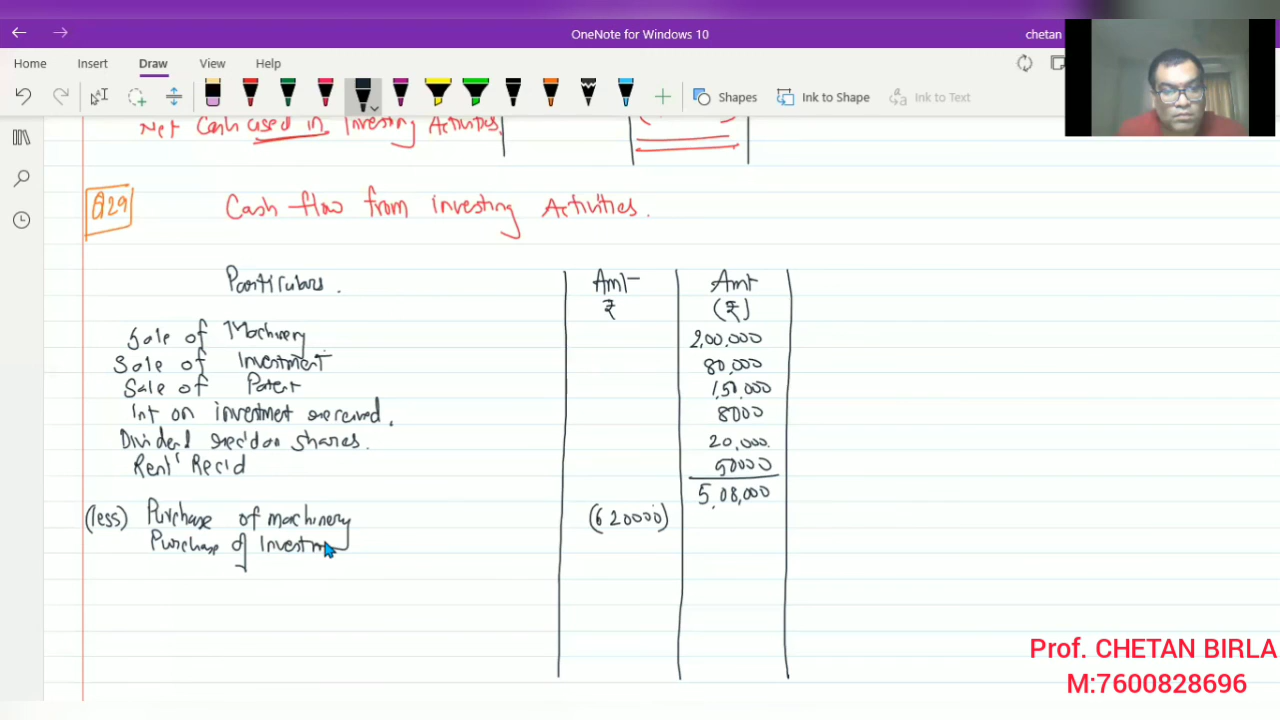 OneNote for Windows 10
chetan
Home Insert Draw View Help
Shapes Ink to Shape Ink to Text
Net Cash used in Investing Activities.
Q29 Cash flow from investing Activities.
Particulars. Amt Amt
₹ (₹)
Sale of Machinery 2,00,000
Sale of Investment 80,000
Sale of Patent 1,50,000
Int on investment received. 8000
Dividend rec'd on shares. 20,000.
Rent Rec'd 50000
5,08,000
(less) Purchase of machinery (620000)
Purchase of Investm
Prof. CHETAN BIRLA
M:7600828696